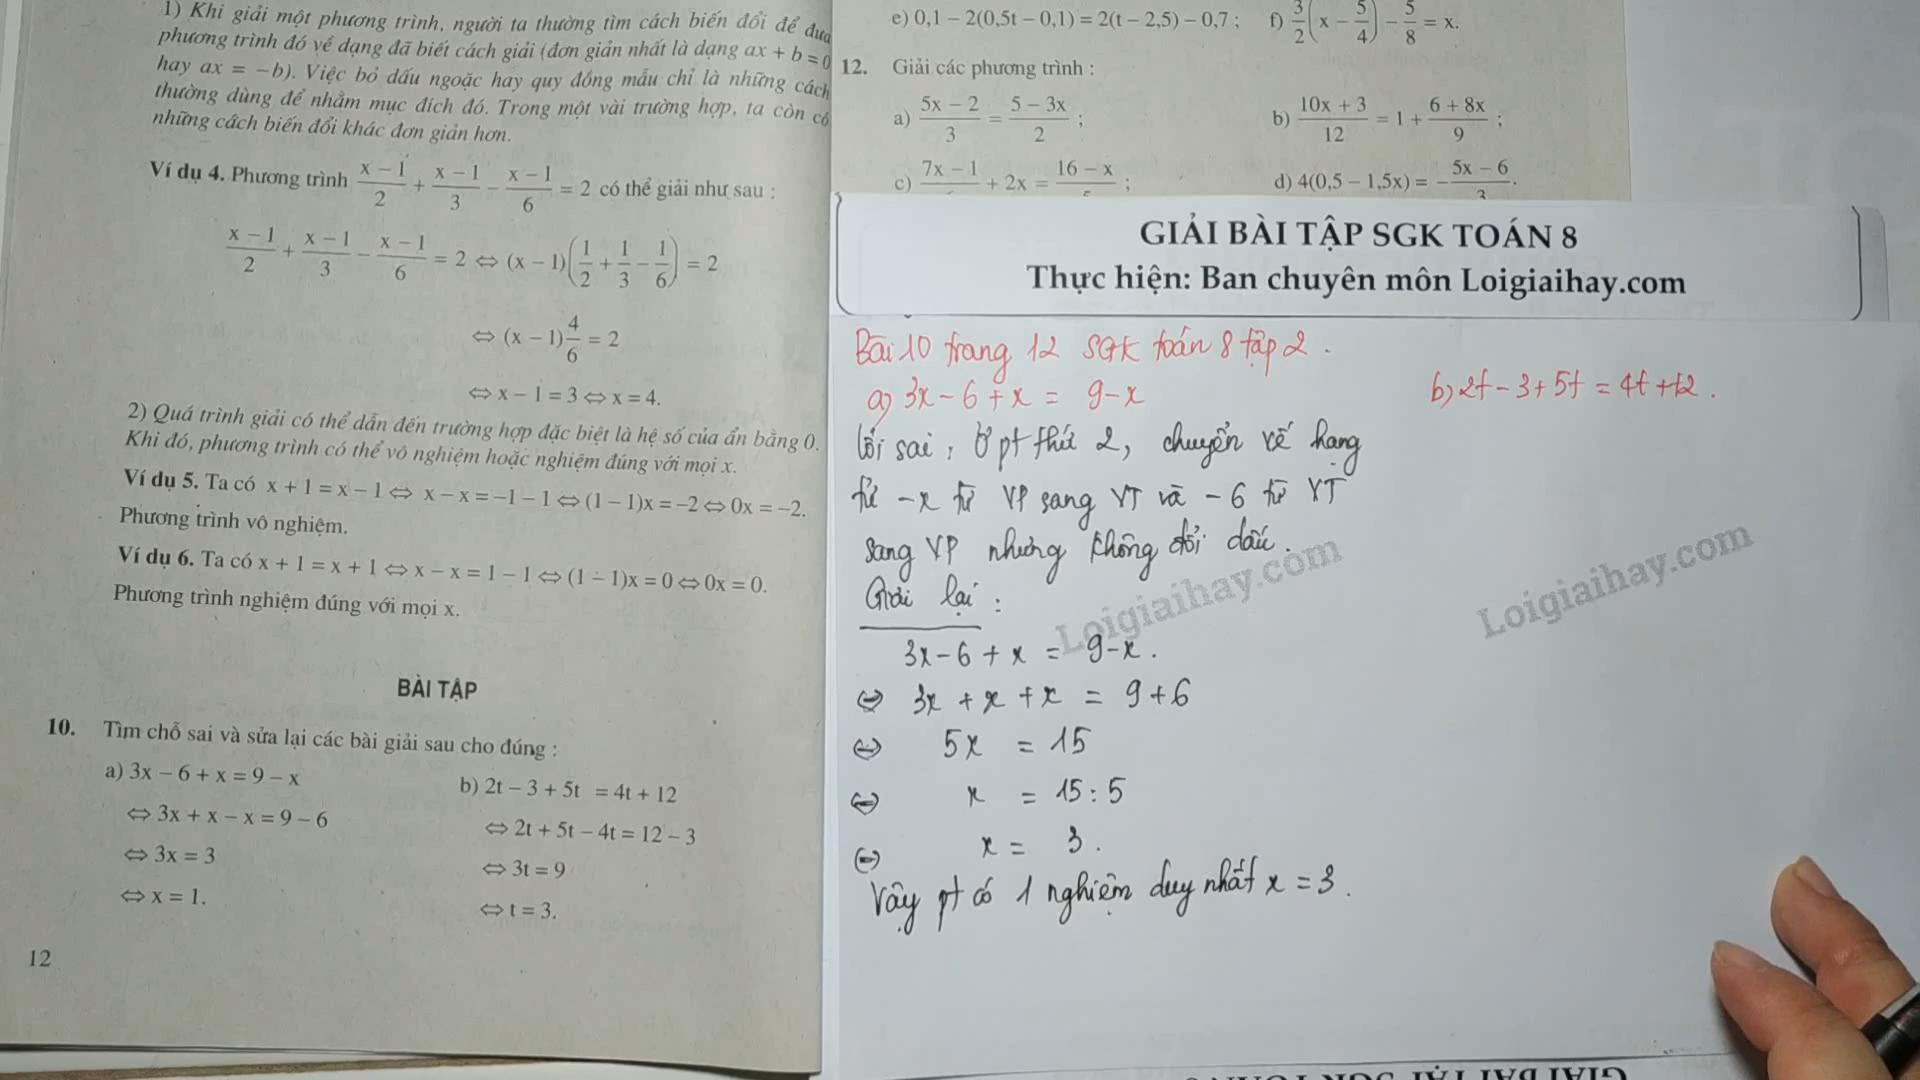 1) Khi giải một phương trình, người ta thường tìm cách biến đổi để đưa
phương trình đó về dạng đã biết cách giải (đơn giản nhất là dạng ax + b = 0
hay ax = −b). Việc bỏ dấu ngoặc hay quy đồng mẫu chỉ là những cách
thường dùng để nhằm mục đích đó. Trong một vài trường hợp, ta còn có
những cách biến đổi khác đơn giản hơn.
Ví dụ 4. Phương trình (x − 1)/2 + (x − 1)/3 − (x − 1)/6 = 2 có thể giải như sau :
(x − 1)/2 + (x − 1)/3 − (x − 1)/6 = 2 ⇔ (x − 1)(1/2 + 1/3 − 1/6) = 2
⇔ (x − 1)4/6 = 2
⇔ x − 1 = 3 ⇔ x = 4.
2) Quá trình giải có thể dẫn đến trường hợp đặc biệt là hệ số của ẩn bằng 0.
Khi đó, phương trình có thể vô nghiệm hoặc nghiệm đúng với mọi x.
Ví dụ 5. Ta có x + 1 = x − 1 ⇔ x − x = −1 − 1 ⇔ (1 − 1)x = −2 ⇔ 0x = −2.
Phương trình vô nghiệm.
Ví dụ 6. Ta có x + 1 = x + 1 ⇔ x − x = 1 − 1 ⇔ (1 − 1)x = 0 ⇔ 0x = 0.
Phương trình nghiệm đúng với mọi x.
BÀI TẬP
10. Tìm chỗ sai và sửa lại các bài giải sau cho đúng :
a) 3x − 6 + x = 9 − x
⇔ 3x + x − x = 9 − 6
⇔ 3x = 3
⇔ x = 1.
b) 2t − 3 + 5t = 4t + 12
⇔ 2t + 5t − 4t = 12 − 3
⇔ 3t = 9
⇔ t = 3.
12
e) 0,1 − 2(0,5t − 0,1) = 2(t − 2,5) − 0,7 ; f) 3/2(x − 5/4) − 5/8 = x.
12. Giải các phương trình :
a) (5x − 2)/3 = (5 − 3x)/2 ; b) (10x + 3)/12 = 1 + (6 + 8x)/9 ;
c) 7x − 1 + 2x = 16 − x ; d) 4(0,5 − 1,5x) = −(5x − 6)/3.
GIẢI BÀI TẬP SGK TOÁN 8
Thực hiện: Ban chuyên môn Loigiaihay.com
Bài 10 trang 12 SGK toán 8 tập 2.
a) 3x − 6 + x = 9 − x
b) 2t − 3 + 5t = 4t + 12.
Lỗi sai : Ở pt thứ 2, chuyển vế hạng
tử − x từ VP sang VT và − 6 từ VT
sang VP nhưng không đổi dấu.
Giải lại :
3x − 6 + x = 9 − x.
⇔ 3x + x + x = 9 + 6
⇔ 5x = 15
⇔ x = 15 : 5
⇔ x = 3.
Vậy pt có 1 nghiệm duy nhất x = 3.
Loigiaihay.com
Loigiaihay.com